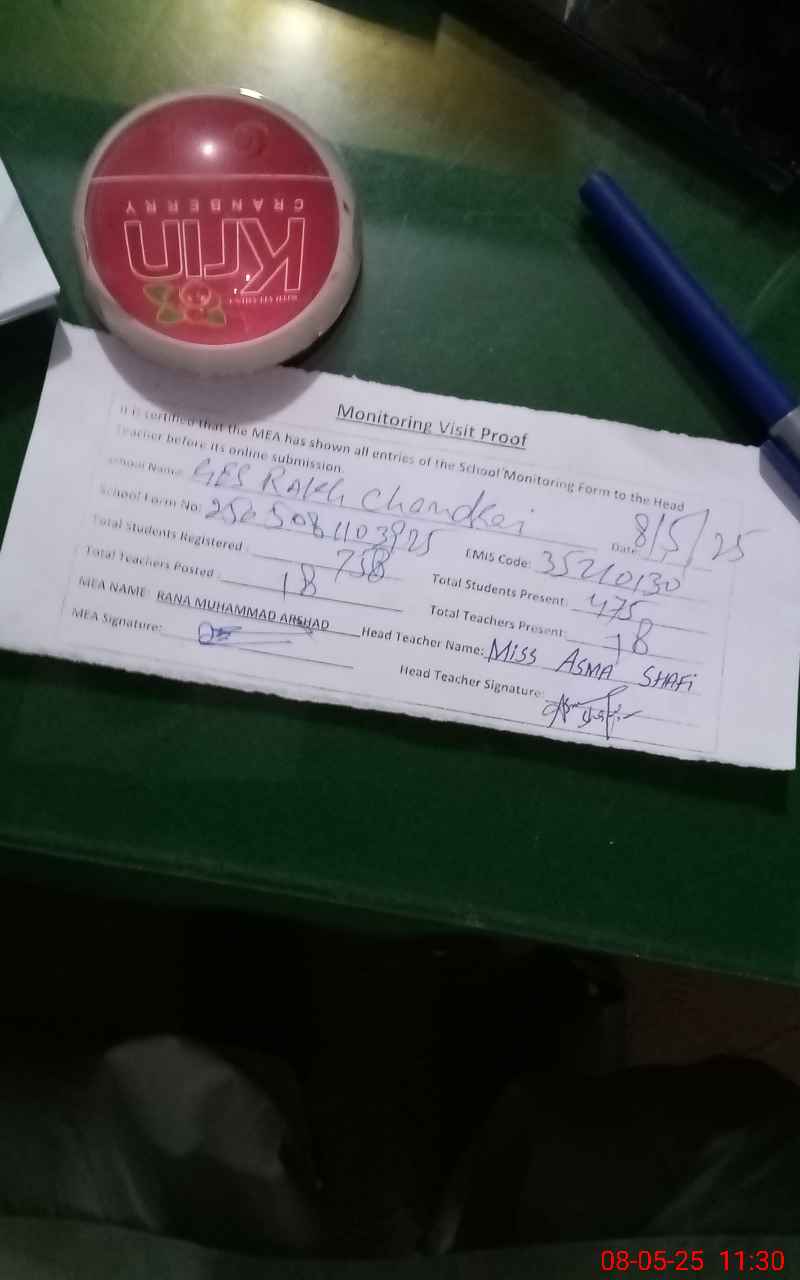 Krin
CRANBERRY
Monitoring Visit Proof
It is certified that the MEA has shown all entries of the School Monitoring Form to the Head
Teacher before its online submission.
School Name: GES Rakh Chandkei
Date: 8/5/25
School Form No: EMIS Code: 35210130
Total Students Registered: 758 Total Students Present: 475
Total Teachers Posted: 18 Total Teachers Present: 18
MEA NAME: RANA MUHAMMAD ARSHAD Head Teacher Name: MISS ASMA SHAFI
MEA Signature: Head Teacher Signature:
08-05-25 11:30